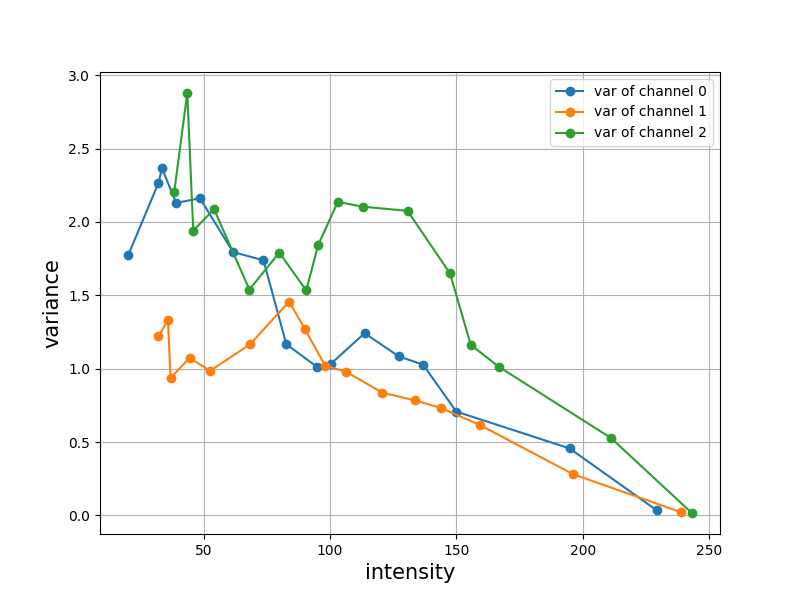 3.0
2.5
2.0
1.5
1.0
0.5
0.0
variance
50
100
150
200
250
intensity
var of channel 0
var of channel 1
var of channel 2